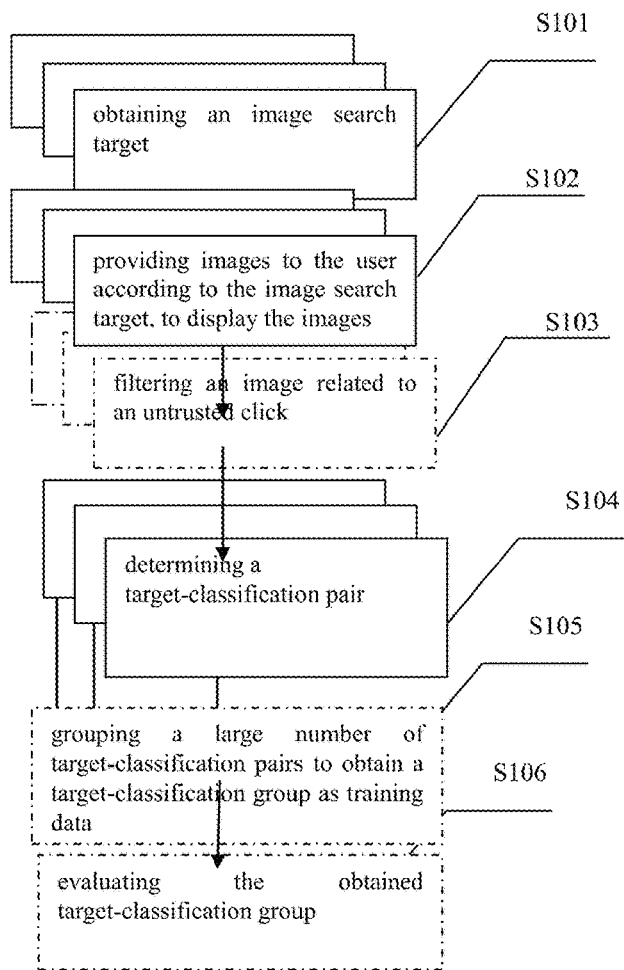 S101
obtaining an image search
target
S102
providing images to the user
according to the image search
target, to display the images
S103
filtering an image related to
an untrusted click
S104
determining a
target-classification pair
S105
grouping a large number of
target-classification pairs to obtain a
target-classification group as training
data
S106
evaluating the obtained
target-classification group